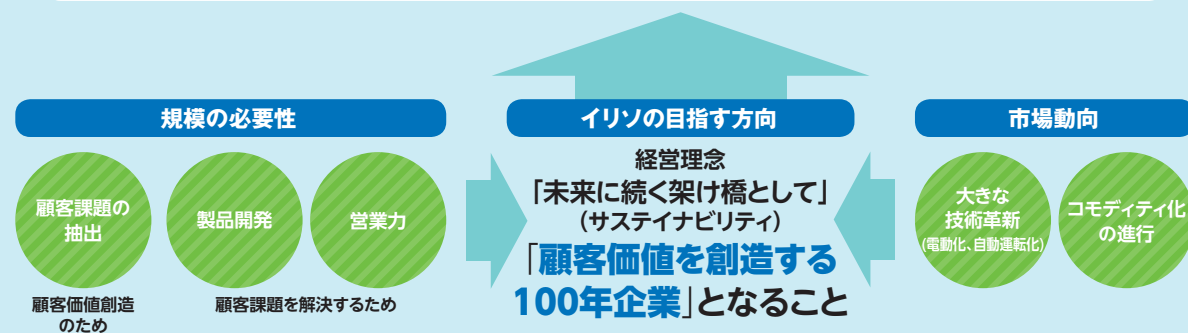 規模の必要性
顧客課題の
抽出
製品開発
営業力
顧客価値創造
のため
顧客課題を解決するため
イリソの目指す方向
経営理念
「未来に続く架け橋として」
(サステイナビリティ)
「顧客価値を創造する
100年企業」となること
市場動向
大きな
技術革新
(電動化、自動運転化)
コモディティ化
の進行